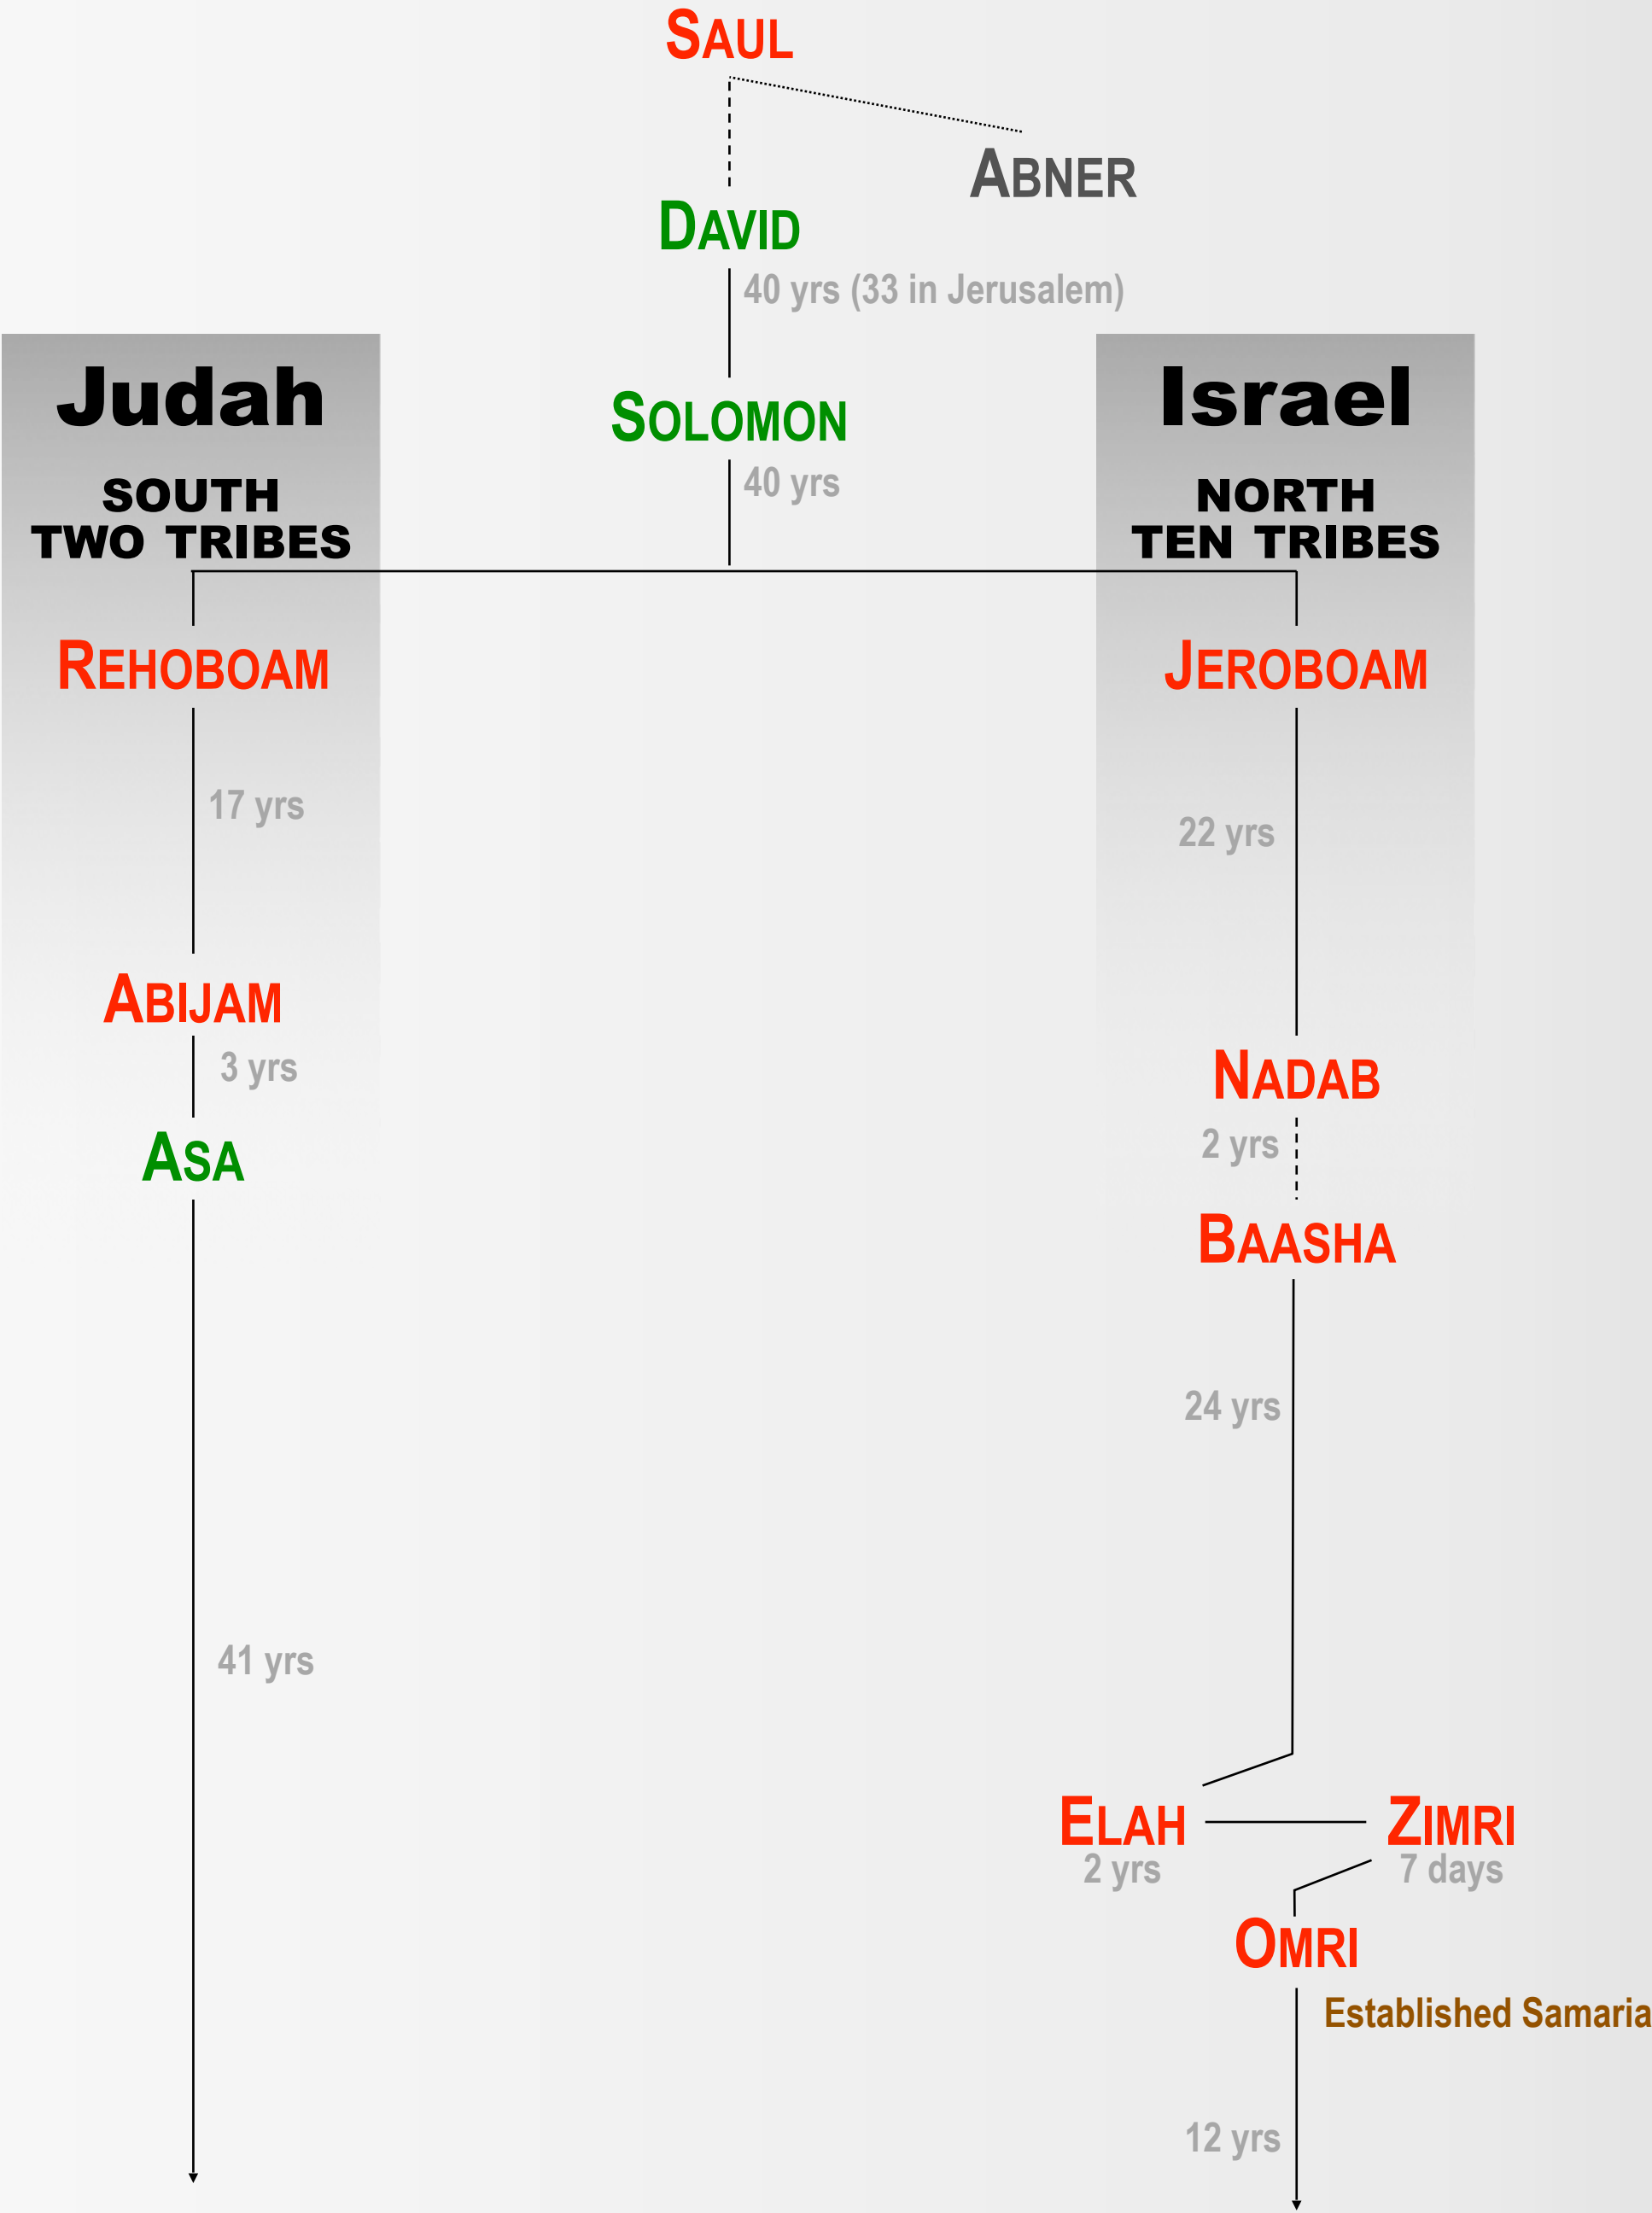 SAUL
ABNER
DAVID
40 yrs (33 in Jerusalem)
Judah
SOUTH
TWO TRIBES
SOLOMON
40 yrs
Israel
NORTH
TEN TRIBES
REHOBOAM
JEROBOAM
17 yrs
22 yrs
ABIJAM
3 yrs
NADAB
2 yrs
ASA
BAASHA
24 yrs
41 yrs
ELAH
2 yrs
ZIMRI
7 days
OMRI
Established Samaria
12 yrs